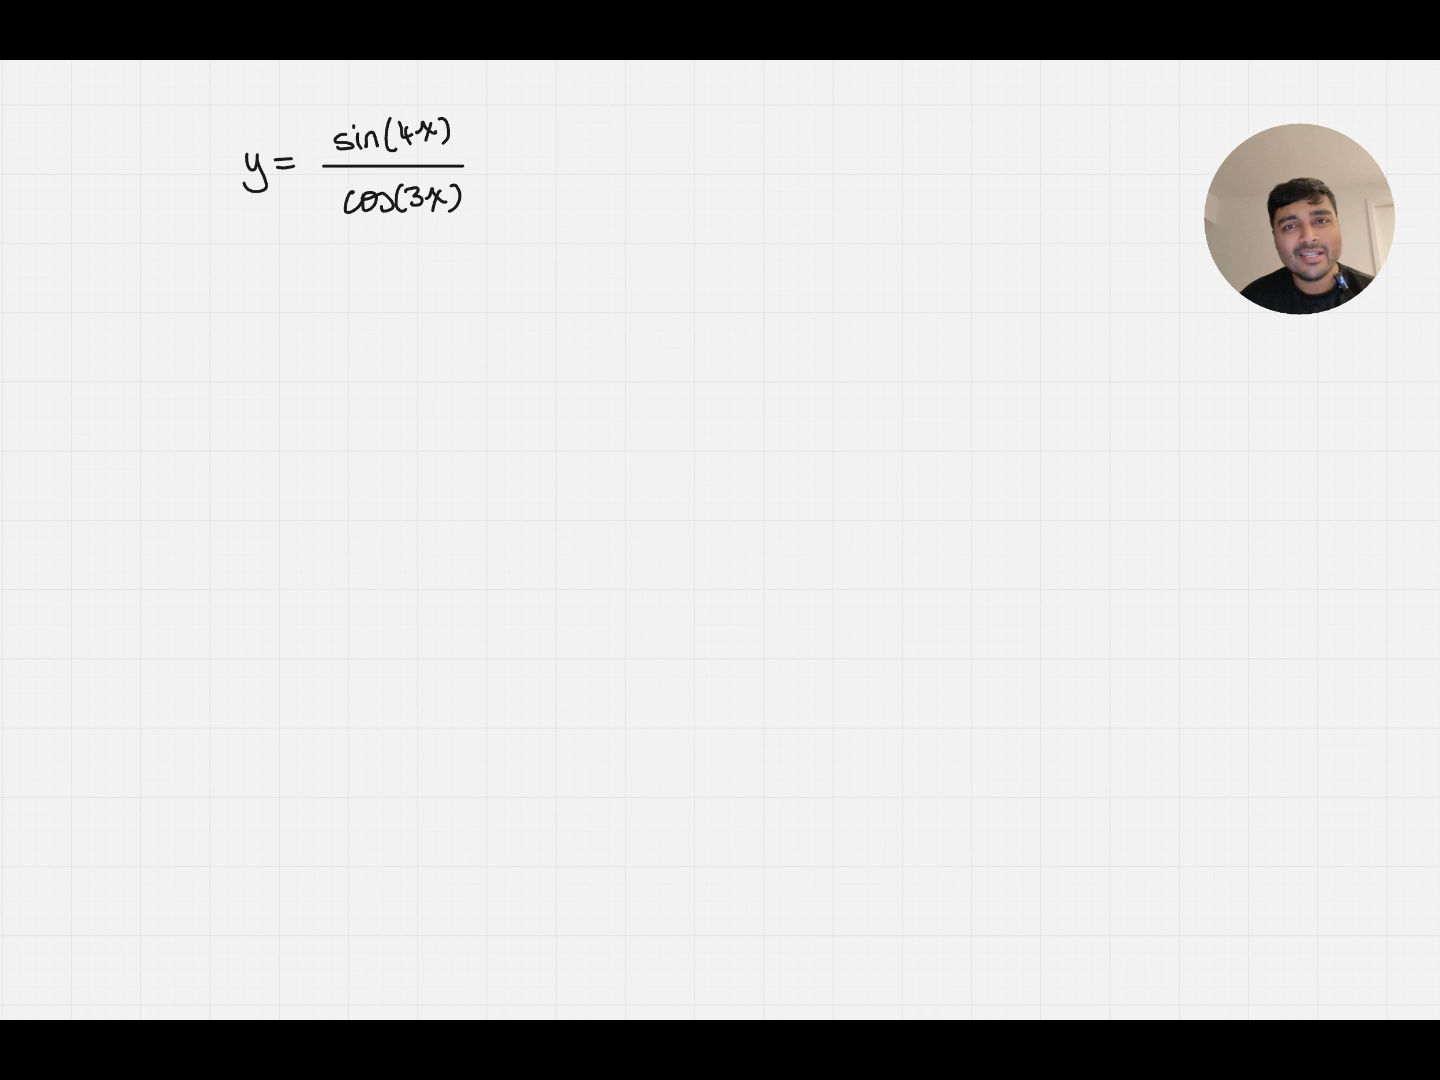 y = sin(4x)
cos(3x)